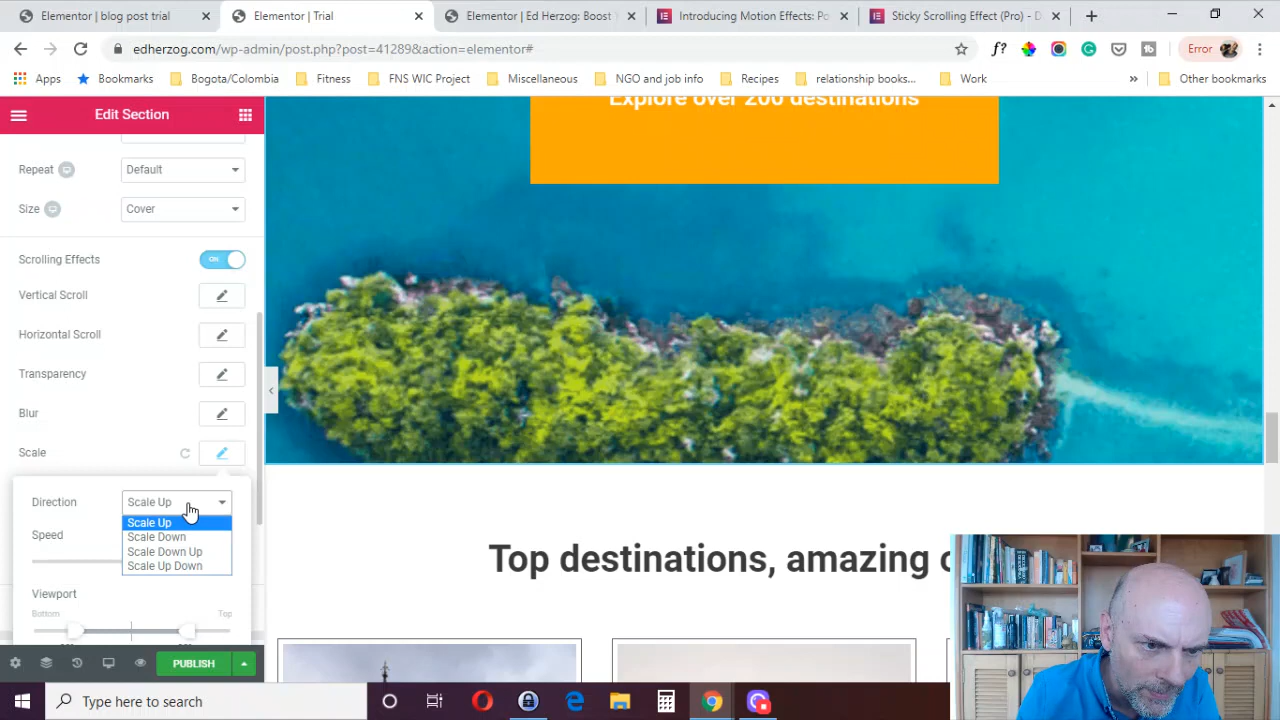 Elementor | blog post trial
Elementor | Trial
Elementor | Ed Herzog: Boost
Introducing Motion Effects: Po
Sticky Scrolling Effect (Pro) - D
edherzog.com/wp-admin/post.php?post=41289&action=elementor#
f?
Error
Apps
Bookmarks
Bogota/Colombia
Fitness
FNS WIC Project
Miscellaneous
NGO and job info
Recipes
relationship books...
Work
»
Other bookmarks
Edit Section
Explore over 200 destinations
Repeat
Default
Size
Cover
Scrolling Effects
ON
Vertical Scroll
Horizontal Scroll
Transparency
Blur
Scale
Direction
Scale Up
Scale Up
Scale Down
Scale Down Up
Scale Up Down
Speed
Viewport
Bottom
Top
Top destinations, amazing
PUBLISH
Type here to search